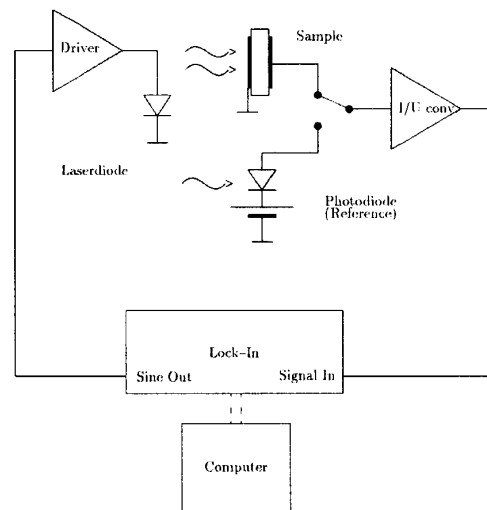 Driver
Sample
I/U conv.
Laserdiode
Photodiode
(Reference)
Lock-In
Sine Out
Signal In
Computer